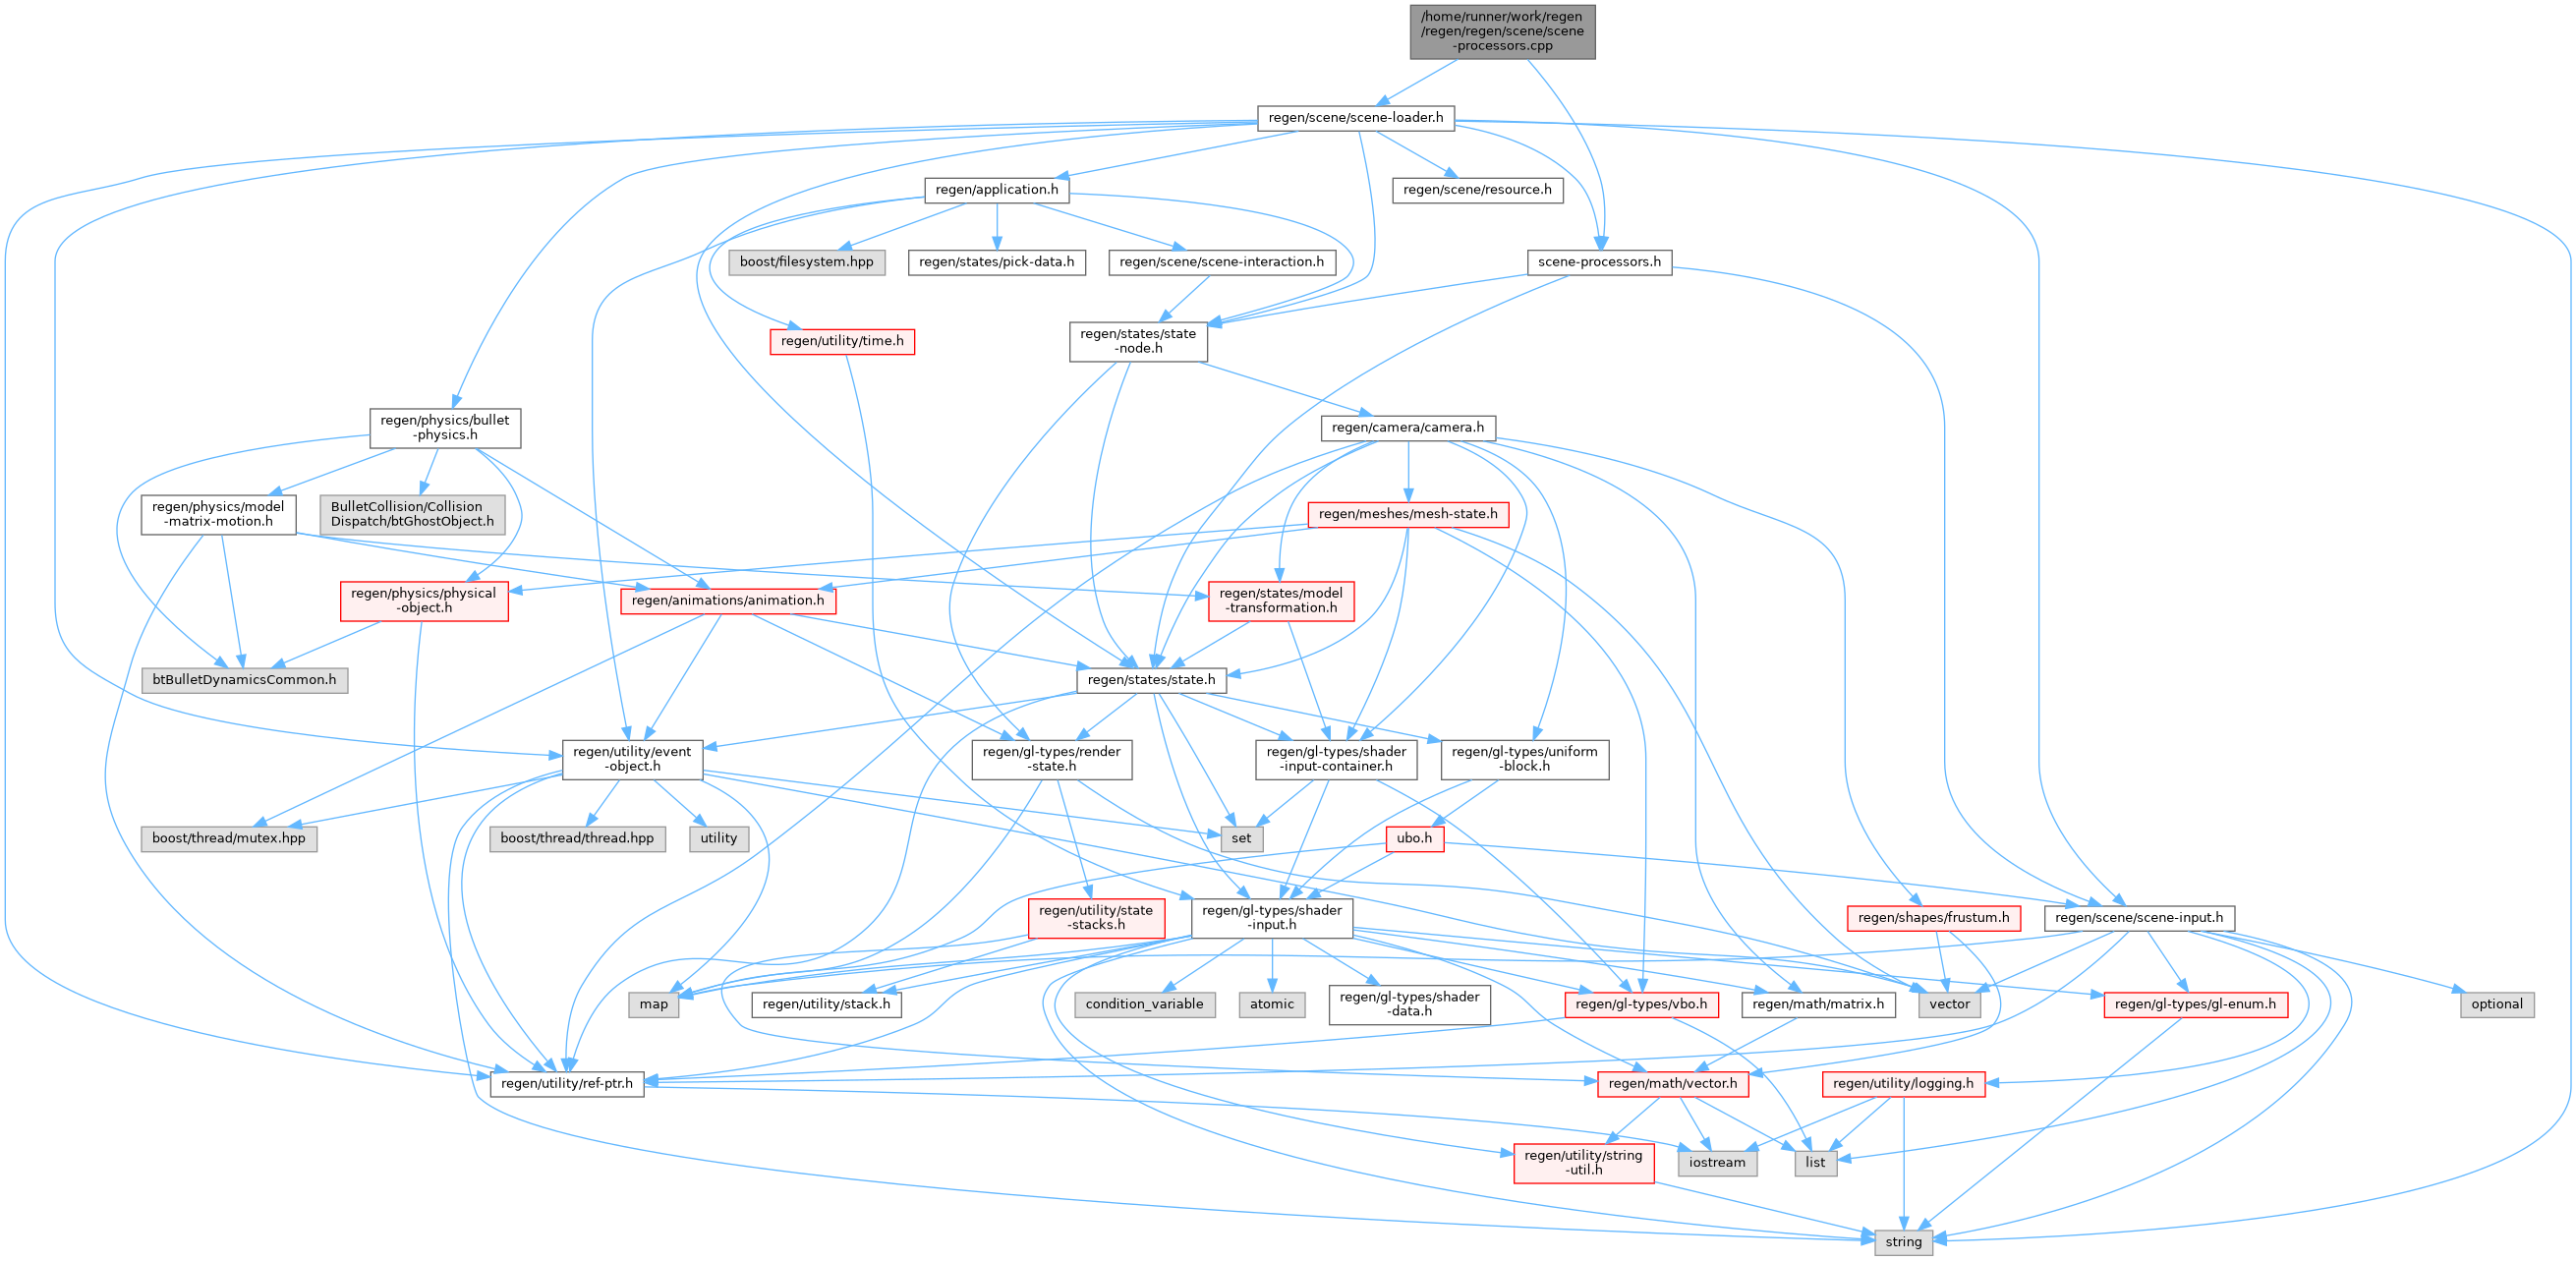 /home/runner/work/regen
/regen/regen/scene/scene
-processors.cpp
regen/scene/scene-loader.h
regen/application.h
regen/scene/resource.h
boost/filesystem.hpp
regen/states/pick-data.h
regen/scene/scene-interaction.h
scene-processors.h
regen/utility/time.h
regen/states/state
-node.h
regen/physics/bullet
-physics.h
regen/camera/camera.h
regen/physics/model
-matrix-motion.h
BulletCollision/Collision
Dispatch/btGhostObject.h
regen/meshes/mesh-state.h
regen/physics/physical
-object.h
regen/animations/animation.h
regen/states/model
-transformation.h
btBulletDynamicsCommon.h
regen/states/state.h
regen/utility/event
-object.h
regen/gl-types/render
-state.h
regen/gl-types/shader
-input-container.h
regen/gl-types/uniform
-block.h
boost/thread/mutex.hpp
boost/thread/thread.hpp
utility
set
ubo.h
regen/utility/state
-stacks.h
regen/gl-types/shader
-input.h
regen/shapes/frustum.h
regen/scene/scene-input.h
map
regen/utility/stack.h
condition_variable
atomic
regen/gl-types/shader
-data.h
regen/gl-types/vbo.h
regen/math/matrix.h
vector
regen/gl-types/gl-enum.h
optional
regen/utility/ref-ptr.h
regen/math/vector.h
regen/utility/logging.h
regen/utility/string
-util.h
iostream
list
string